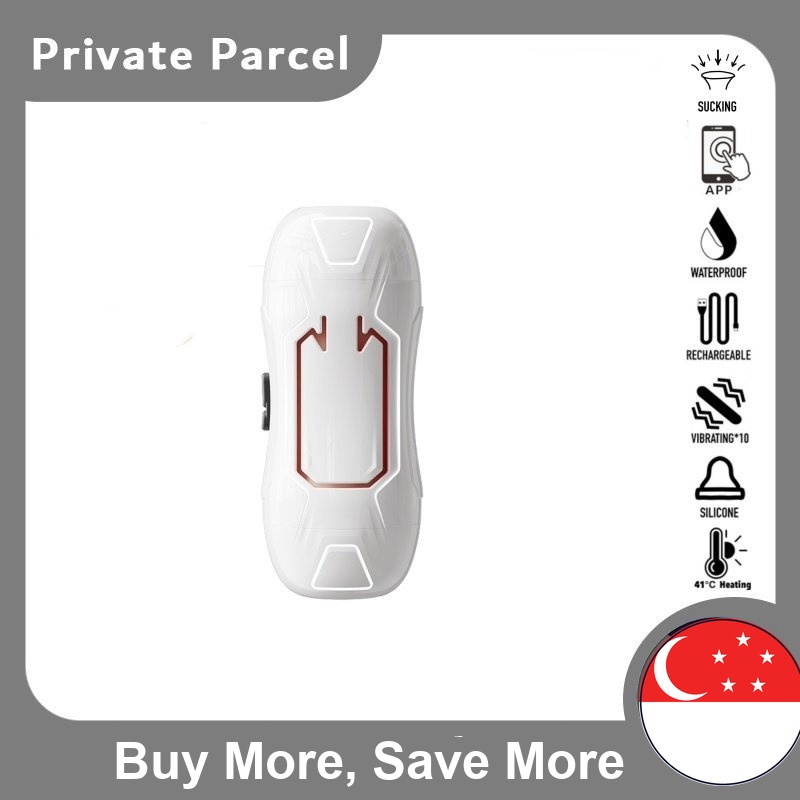 Private Parcel
SUCKING
APP
WATERPROOF
RECHARGEABLE
VIBRATING*10
SILICONE
41°C Heating
Buy More, Save More